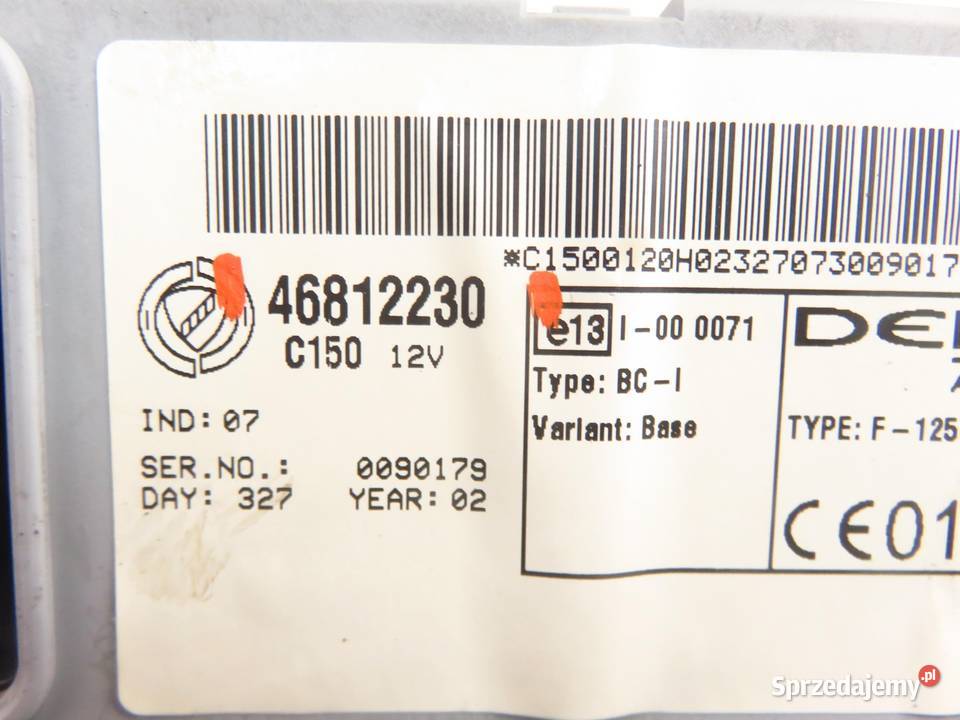 *C1500120H02327073009017
46812230
C150 12V
IND: 07
SER.NO.: 0090179
DAY: 327 YEAR: 02
e13 I-00 0071
Type: BC-I
Variant: Base
TYPE: F-125
CE01
Sprzedajemy.pl